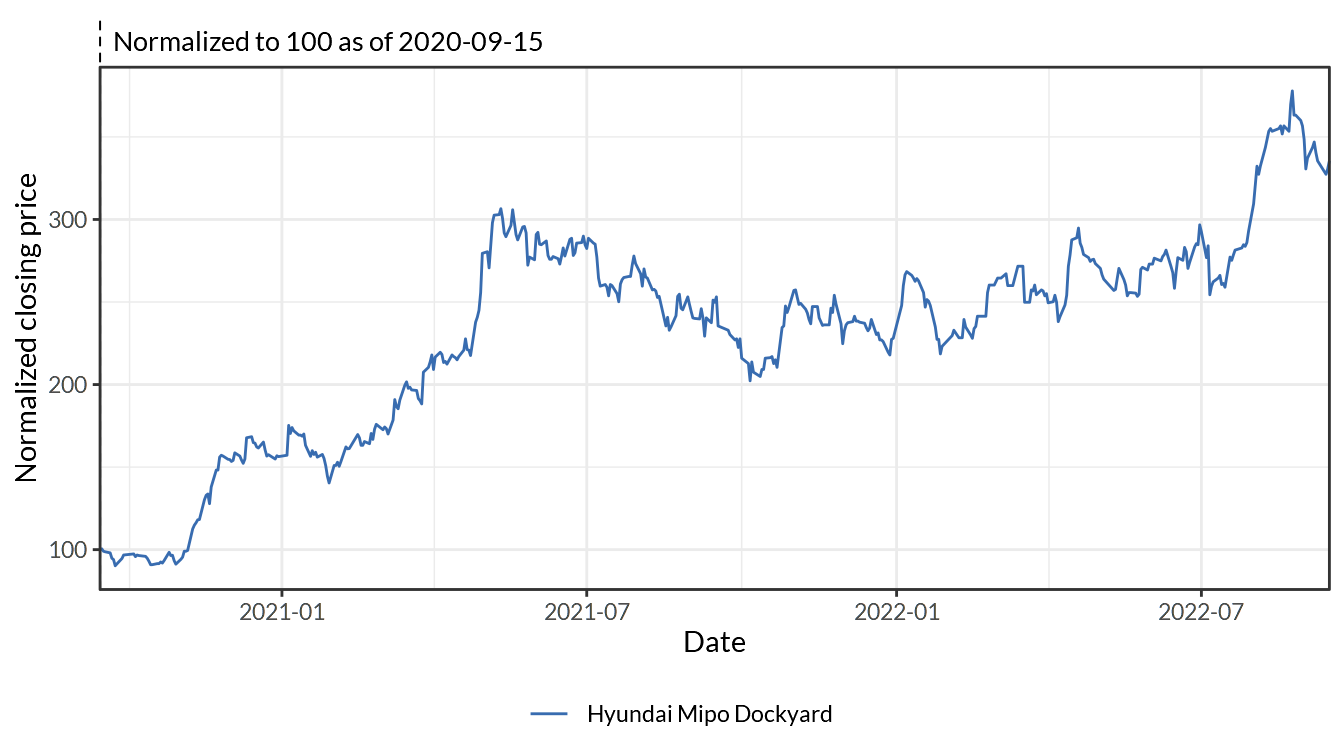 Normalized to 100 as of 2020-09-15
Normalized closing price
300
200
100
2021-01
2021-07
2022-01
2022-07
Date
Hyundai Mipo Dockyard